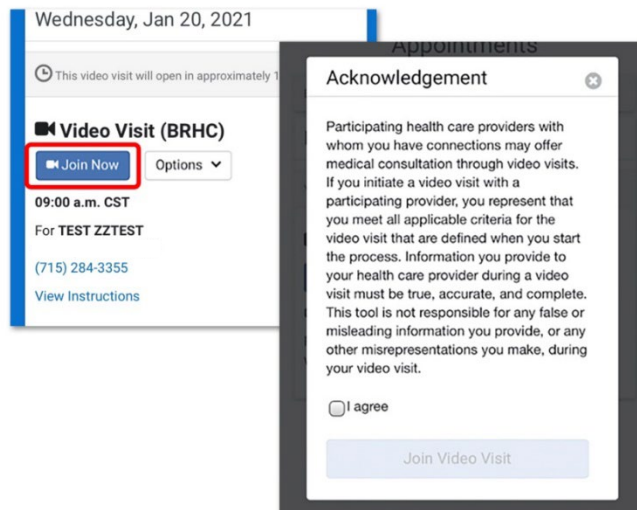 Wednesday, Jan 20, 2021
This video visit will open in approximately 1
Video Visit (BRHC)
Join Now
Options
09:00 a.m. CST
For TEST ZZTEST
(715) 284-3355
View Instructions
Appointments
Acknowledgement
Participating health care providers with
whom you have connections may offer
medical consultation through video visits.
If you initiate a video visit with a
participating provider, you represent that
you meet all applicable criteria for the
video visit that are defined when you start
the process. Information you provide to
your health care provider during a video
visit must be true, accurate, and complete.
This tool is not responsible for any false or
misleading information you provide, or any
other misrepresentations you make, during
your video visit.
I agree
Join Video Visit